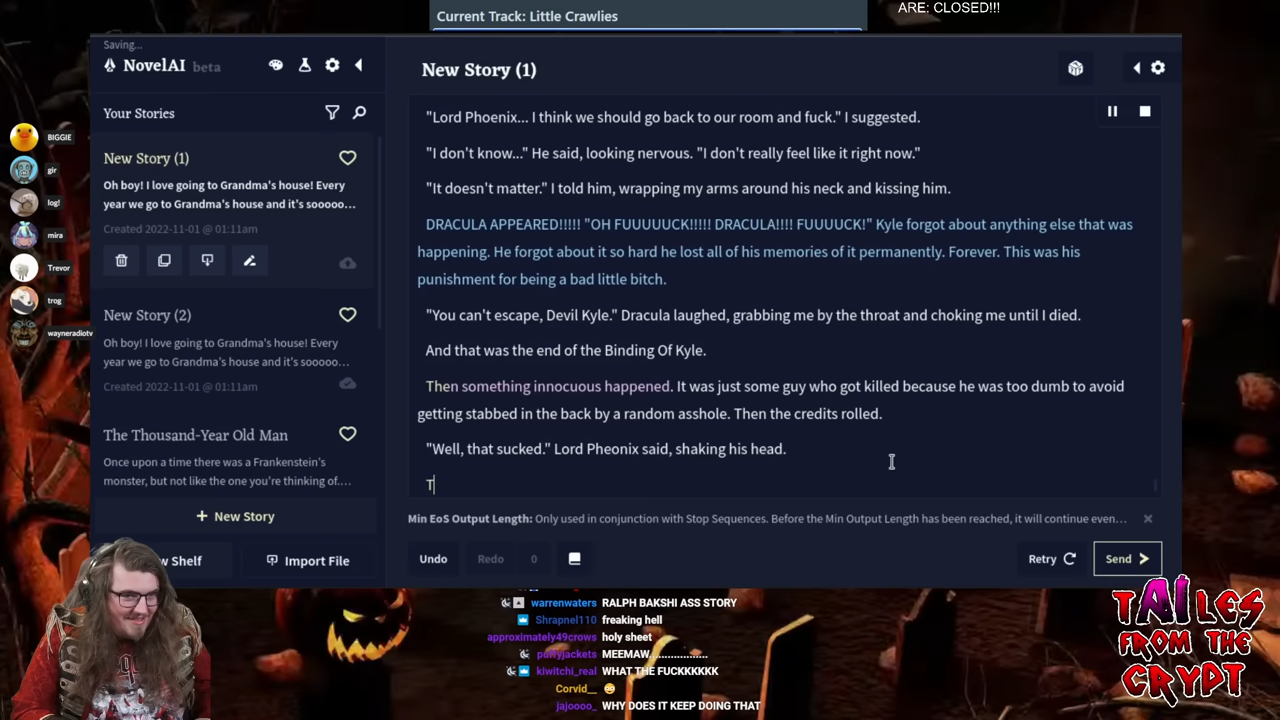 Current Track: Little Crawlies
ARE: CLOSED!!!
Saving...
NovelAI beta
Your Stories
New Story (1)
Oh boy! I love going to Grandma's house! Every
year we go to Grandma's house and it's sooooo...
Created 2022-11-01 @ 01:11am
New Story (2)
Oh boy! I love going to Grandma's house! Every
year we go to Grandma's house and it's sooooo...
Created 2022-11-01 @ 01:11am
The Thousand-Year Old Man
Once upon a time there was a Frankenstein's
monster, but not like the one you're thinking of....
+ New Story
w Shelf
Import File
BIGGIE
gir
log!
mira
Trevor
trog
wayneradiotv
New Story (1)
"Lord Phoenix... I think we should go back to our room and fuck." I suggested.
"I don't know..." He said, looking nervous. "I don't really feel like it right now."
"It doesn't matter." I told him, wrapping my arms around his neck and kissing him.
DRACULA APPEARED!!!!! "OH FUUUUUCK!!!!! DRACULA!!!! FUUUUCK!" Kyle forgot about anything else that was
happening. He forgot about it so hard he lost all of his memories of it permanently. Forever. This was his
punishment for being a bad little bitch.
"You can't escape, Devil Kyle." Dracula laughed, grabbing me by the throat and choking me until I died.
And that was the end of the Binding Of Kyle.
Then something innocuous happened. It was just some guy who got killed because he was too dumb to avoid
getting stabbed in the back by a random asshole. Then the credits rolled.
"Well, that sucked." Lord Pheonix said, shaking his head.
T
Min EoS Output Length: Only used in conjunction with Stop Sequences. Before the Min Output Length has been reached, it will continue even...
Undo
Redo
0
Retry
Send
warrenwaters RALPH BAKSHI ASS STORY
Shrapnel110 freaking hell
approximately49crows holy sheet
puffyjackets MEEMAW....................
kiwitchi_real WHAT THE FUCKKKKKK
Corvid__
jajoooo_ WHY DOES IT KEEP DOING THAT
TAILES
FROM THE
CRYPT